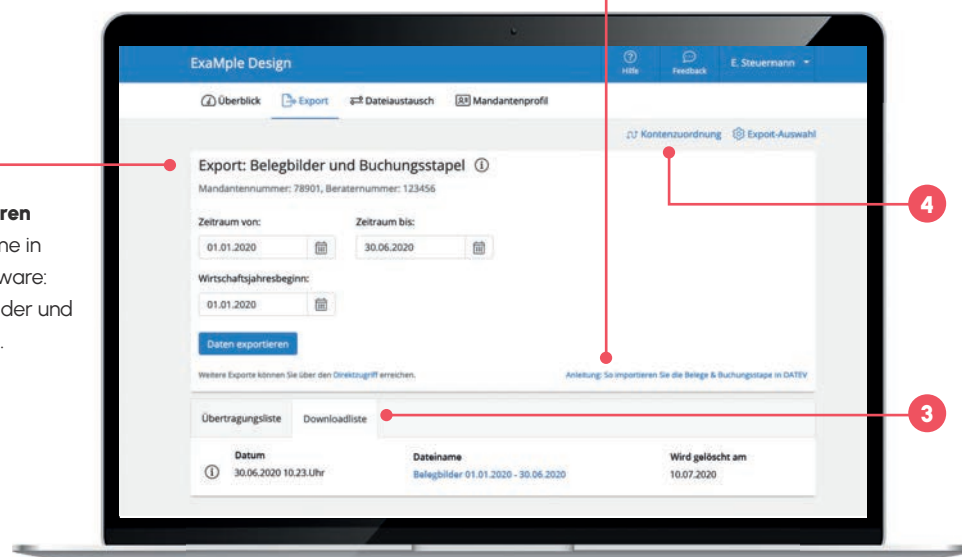 ExaMple Design
Hilfe
Feedback
E. Steuermann
Überblick
Export
Dateiaustausch
Mandantenprofil
Kontenzuordnung
Export-Auswahl
Export: Belegbilder und Buchungsstapel
Mandantennummer: 78901, Beraternummer: 123456
4
ren
ne in
ware:
der und
.
Zeitraum von:
Zeitraum bis:
01.01.2020
30.06.2020
Wirtschaftsjahresbeginn:
01.01.2020
Daten exportieren
Weitere Exporte können Sie über den Direktzugriff erreichen.
Anleitung: So importieren Sie die Belege & Buchungsstape in DATEV
Übertragungsliste
Downloadliste
3
Datum
Dateiname
Wird gelöscht am
30.06.2020 10.23.Uhr
Belegbilder 01.01.2020 - 30.06.2020
10.07.2020